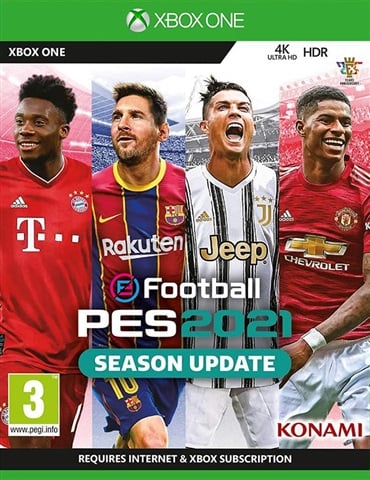 XBOX ONE
XBOX ONE
4K
ULTRA HD
HDR
T
Rakuten
Jeep
CHEVROLET
eFootball
PES2021
SEASON UPDATE
10
3
www.pegi.info
KONAMI
REQUIRES INTERNET & XBOX SUBSCRIPTION